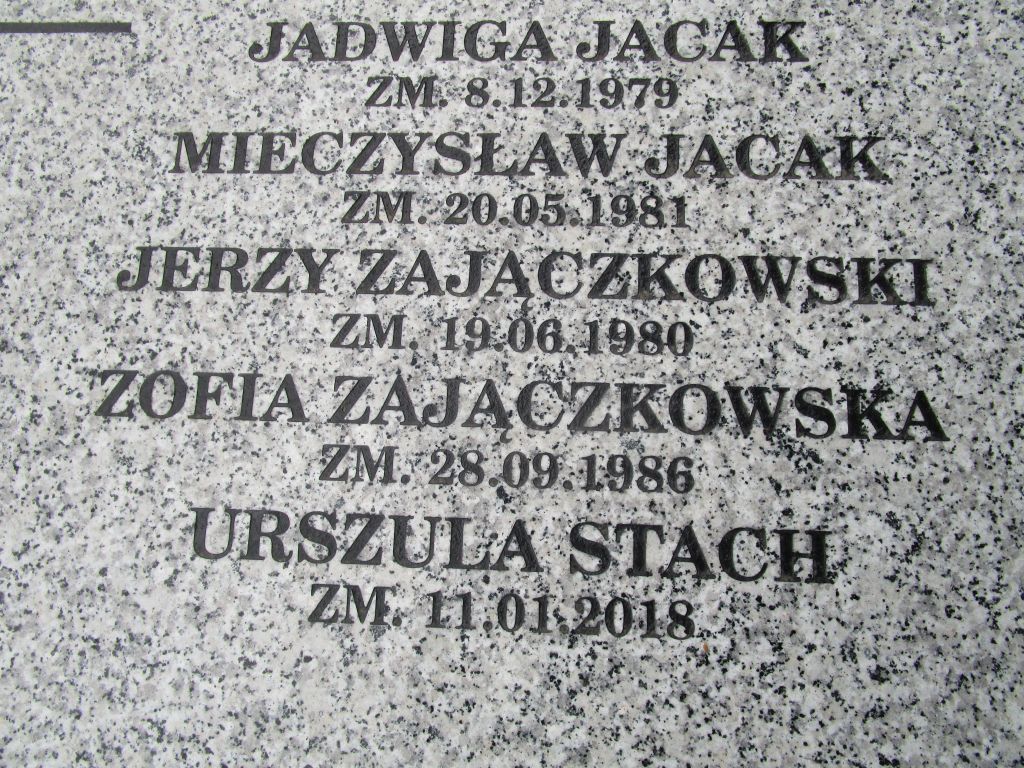 JADWIGA JACAK
ZM. 8.12.1979
MIECZYSŁAW JACAK
ZM. 20.05.1981
JERZY ZAJĄCZKOWSKI
ZM. 19.06.1980
ZOFIA ZAJĄCZKOWSKA
ZM. 28.09.1986
URSZULA STACH
ZM. 11.01.2018